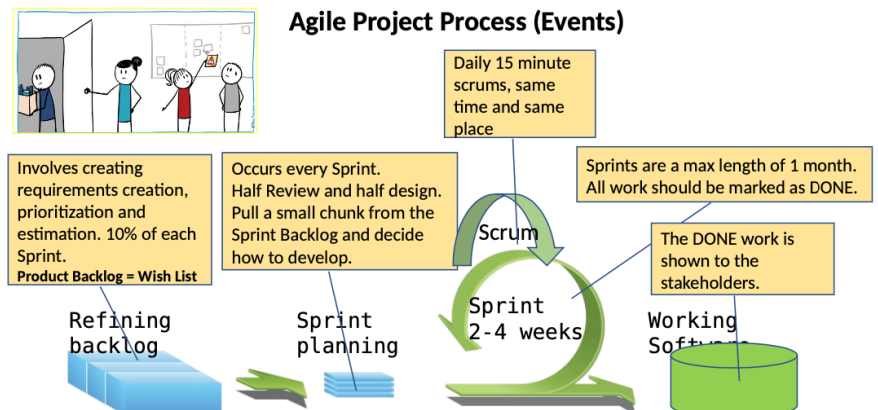 Agile Project Process (Events)
Daily 15 minute
scrums, same
time and same
place
Involves creating
requirements creation,
prioritization and
estimation. 10% of each
Sprint.
Product Backlog = Wish List
Occurs every Sprint.
Half Review and half design.
Pull a small chunk from the
Sprint Backlog and decide
how to develop.
Sprints are a max length of 1 month.
All work should be marked as DONE.
The DONE work is
shown to the
stakeholders.
Scrum
Refining
backlog
Sprint
planning
Sprint
2-4 weeks
Working
Software